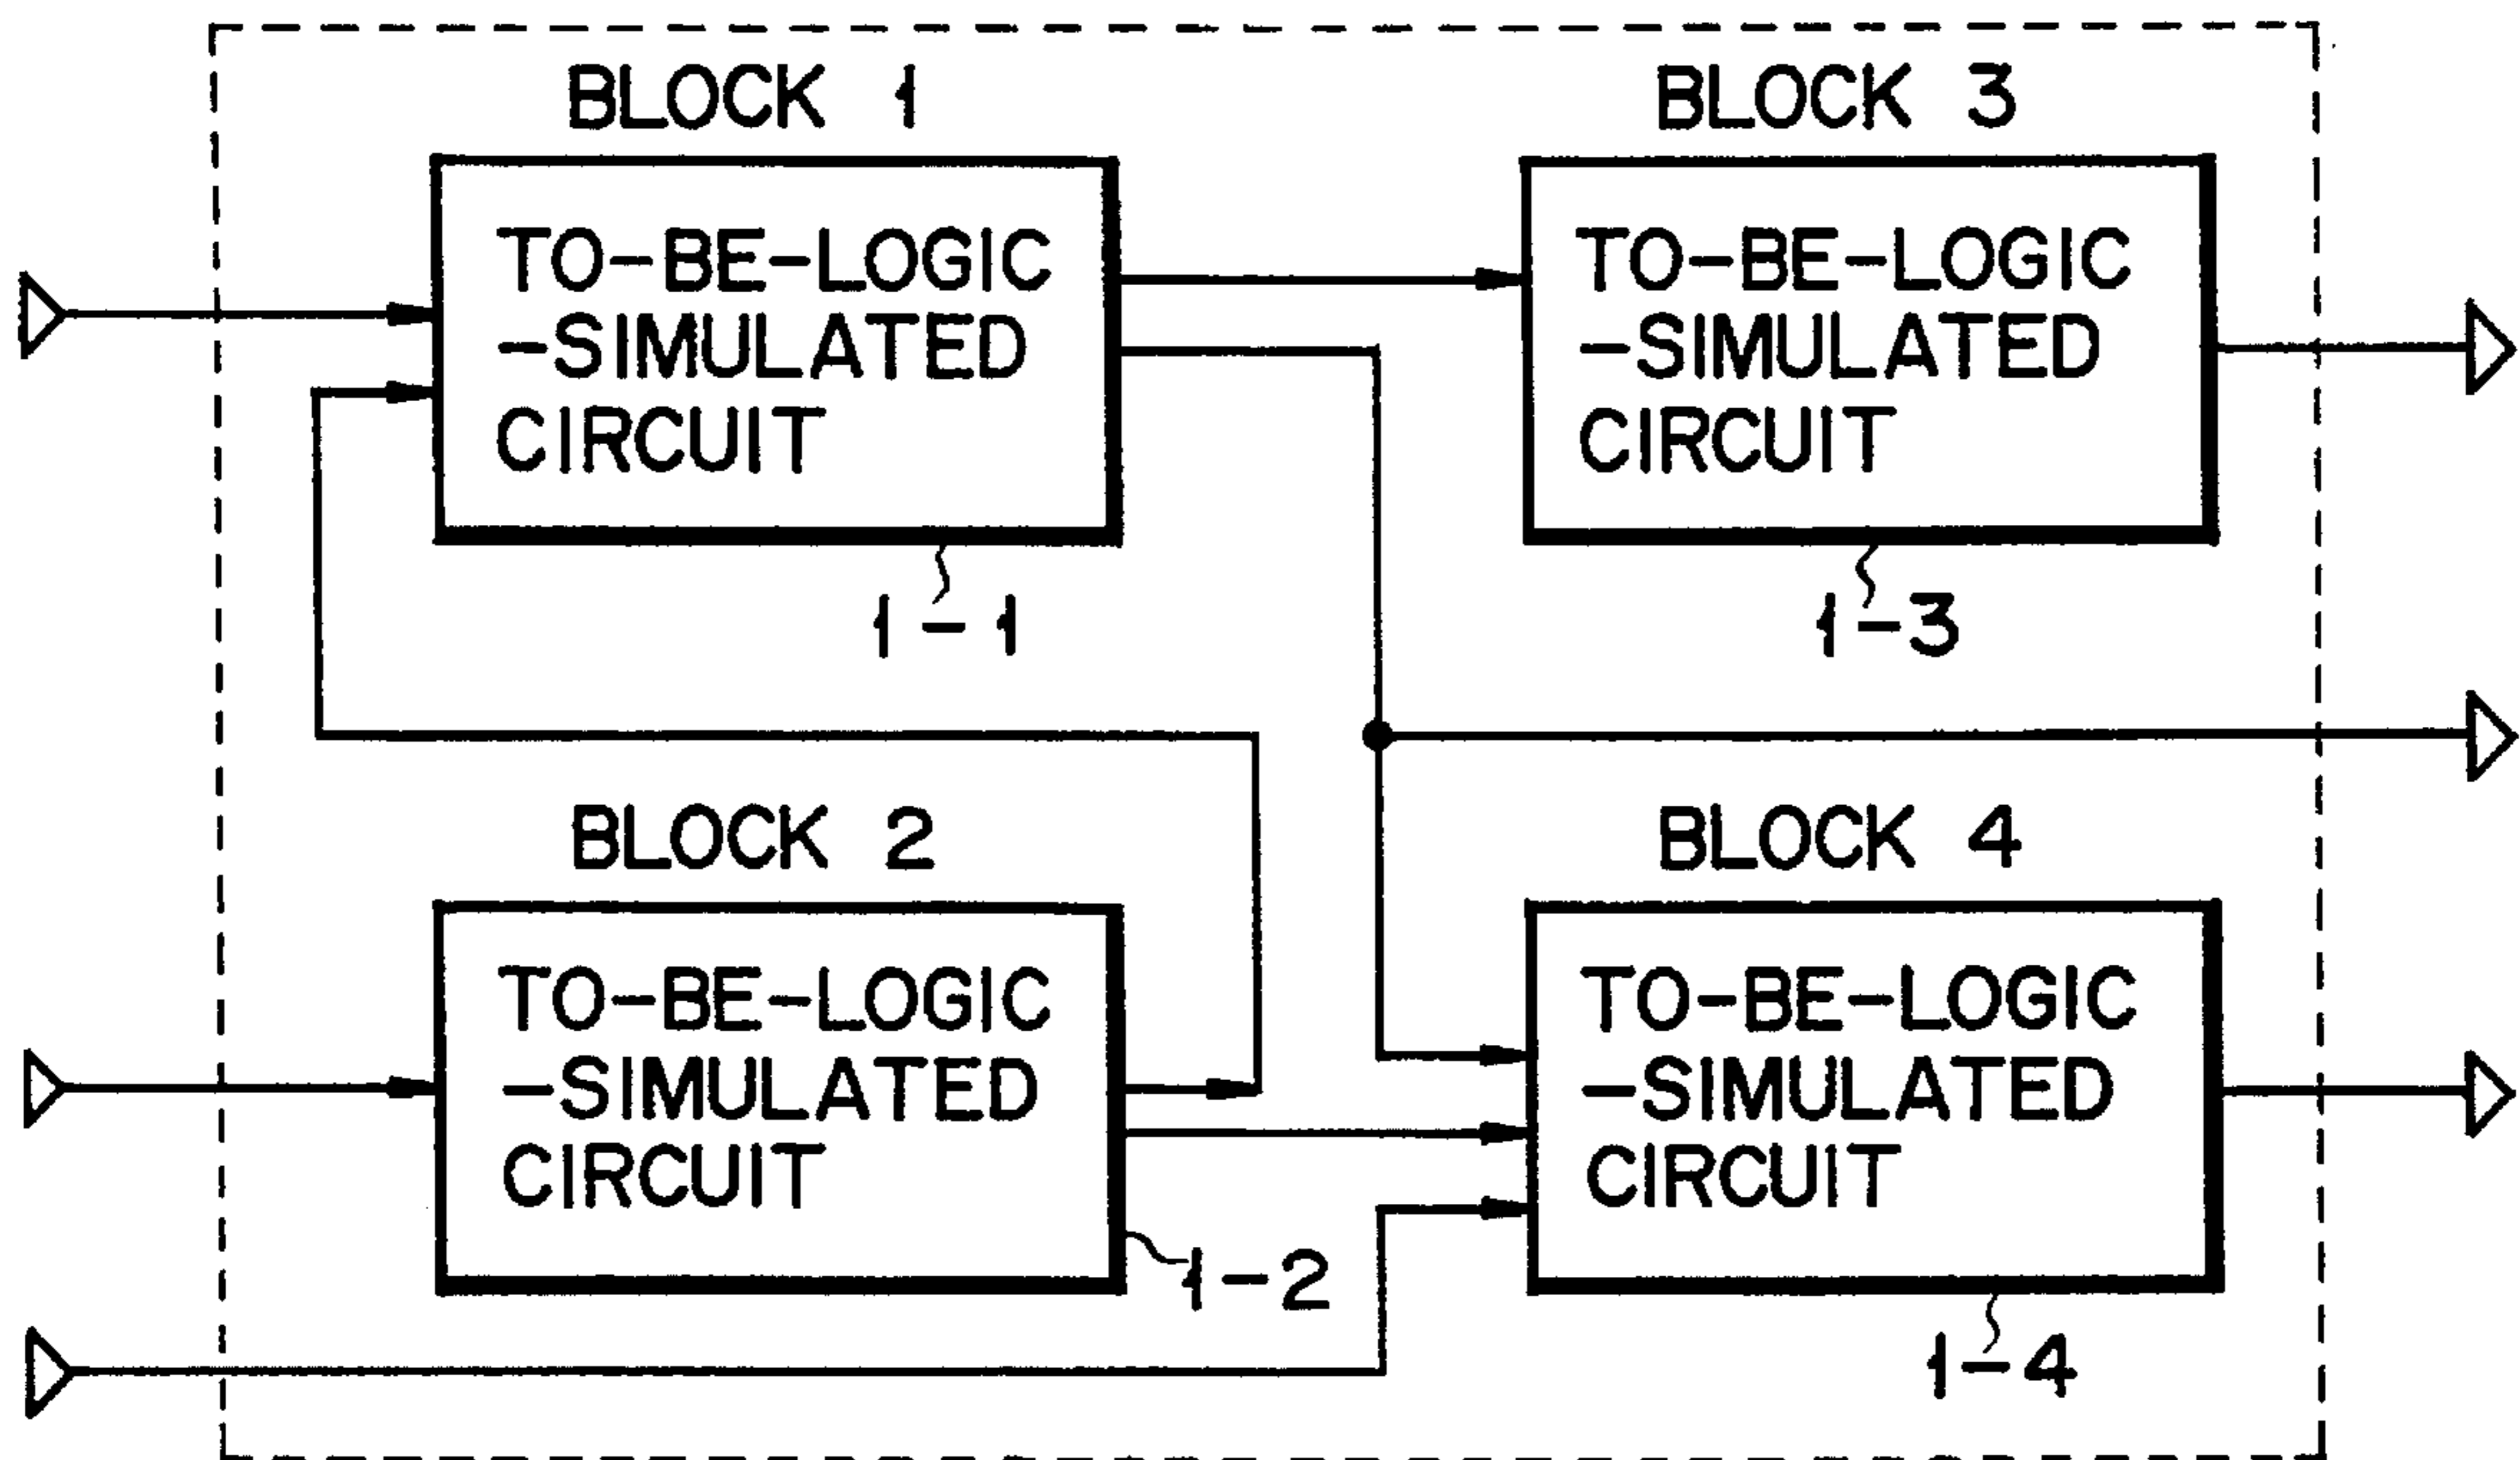 BLOCK 1
TO-BE-LOGIC
-SIMULATED
CIRCUIT
1-1
BLOCK 3
TO-BE-LOGIC
-SIMULATED
CIRCUIT
1-3
BLOCK 2
TO-BE-LOGIC
-SIMULATED
CIRCUIT
1-2
BLOCK 4
TO-BE-LOGIC
-SIMULATED
CIRCUIT
1-4